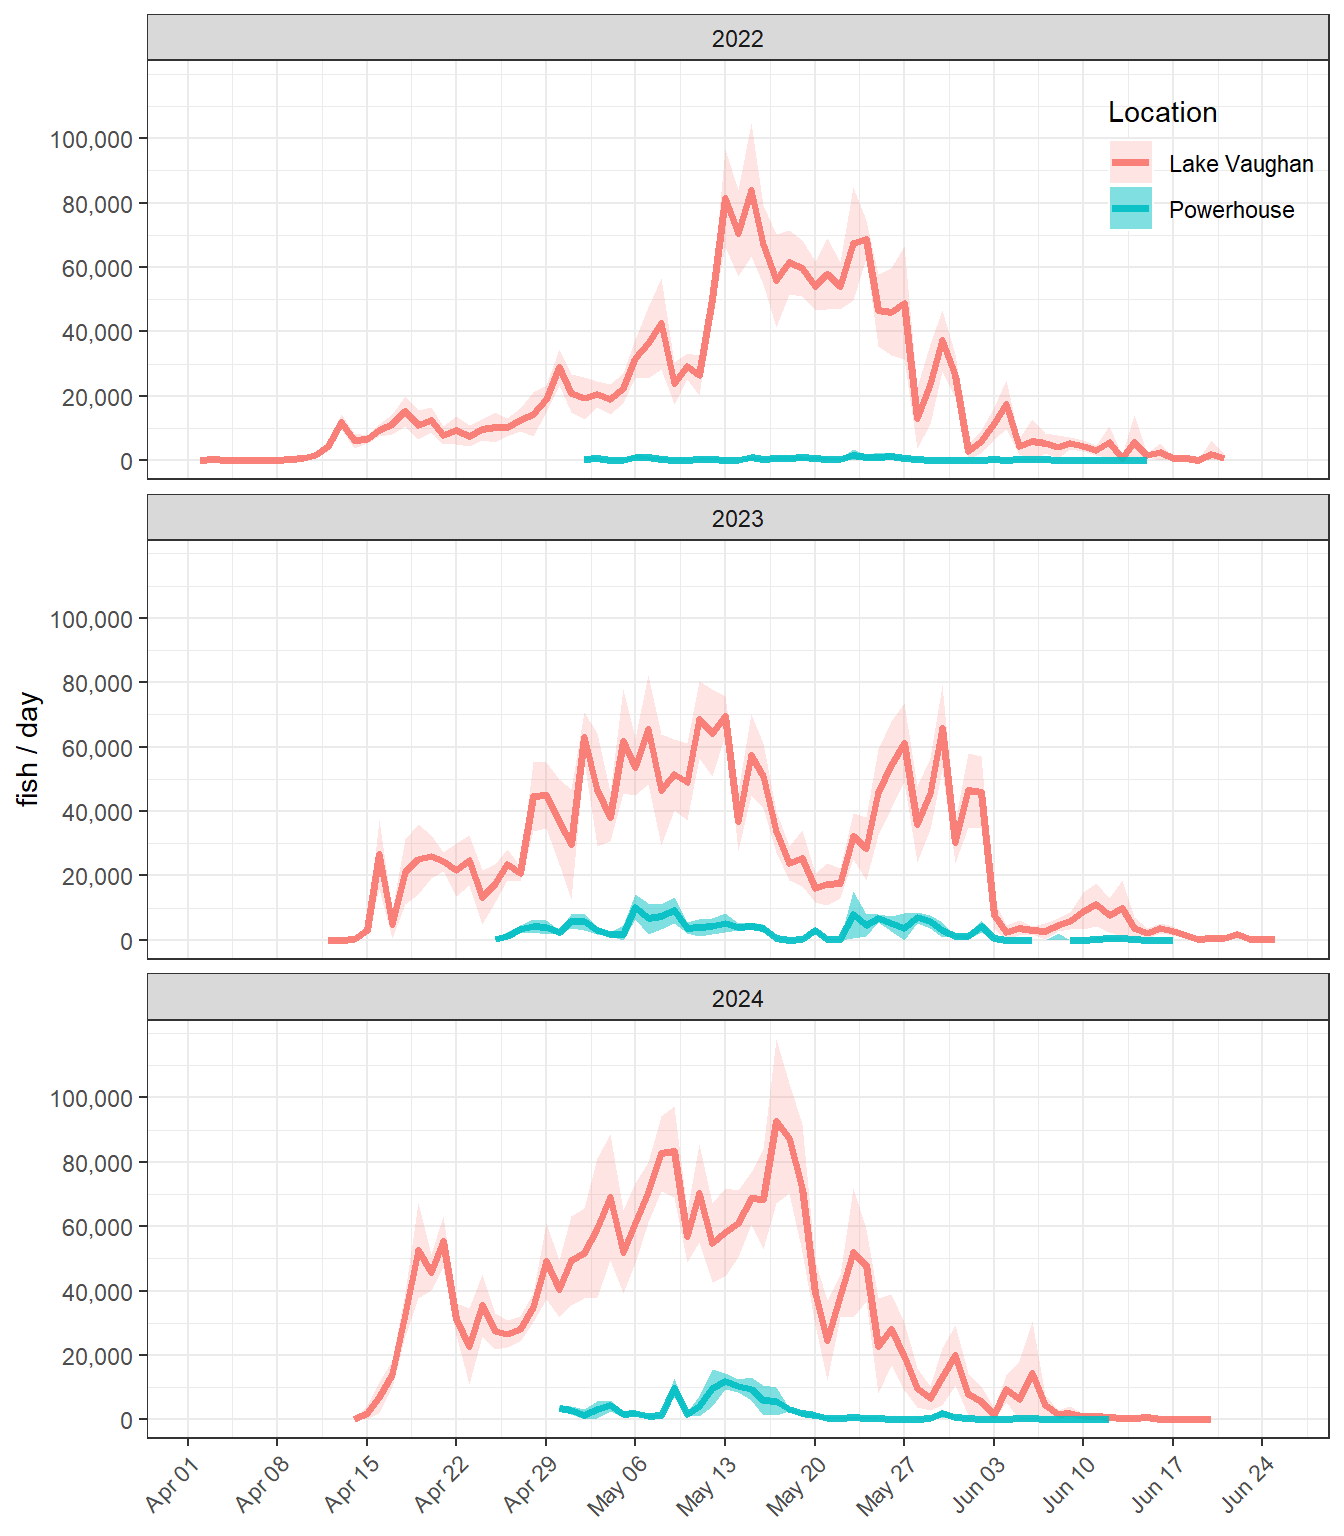 2022
Location
Lake Vaughan
Powerhouse
100,000
80,000
60,000
40,000
20,000
0
2023
100,000
80,000
60,000
40,000
20,000
0
fish / day
2024
100,000
80,000
60,000
40,000
20,000
0
Apr 01
Apr 08
Apr 15
Apr 22
Apr 29
May 06
May 13
May 20
May 27
Jun 03
Jun 10
Jun 17
Jun 24